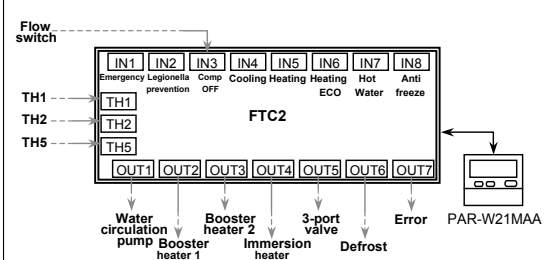 Flow
switch
IN1 IN2 IN3 IN4 IN5 IN6 IN7 IN8
Emergency Legionella Comp Cooling Heating Heating Hot Anti
prevention OFF ECO Water freeze
TH1 TH1
TH2 TH2
FTC2
TH5 TH5
OUT1 OUT2 OUT3 OUT4 OUT5 OUT6 OUT7
Water Booster 3-port Error PAR-W21MAA
circulation heater 2 valve
pump Booster Immersion Defrost
heater 1 heater